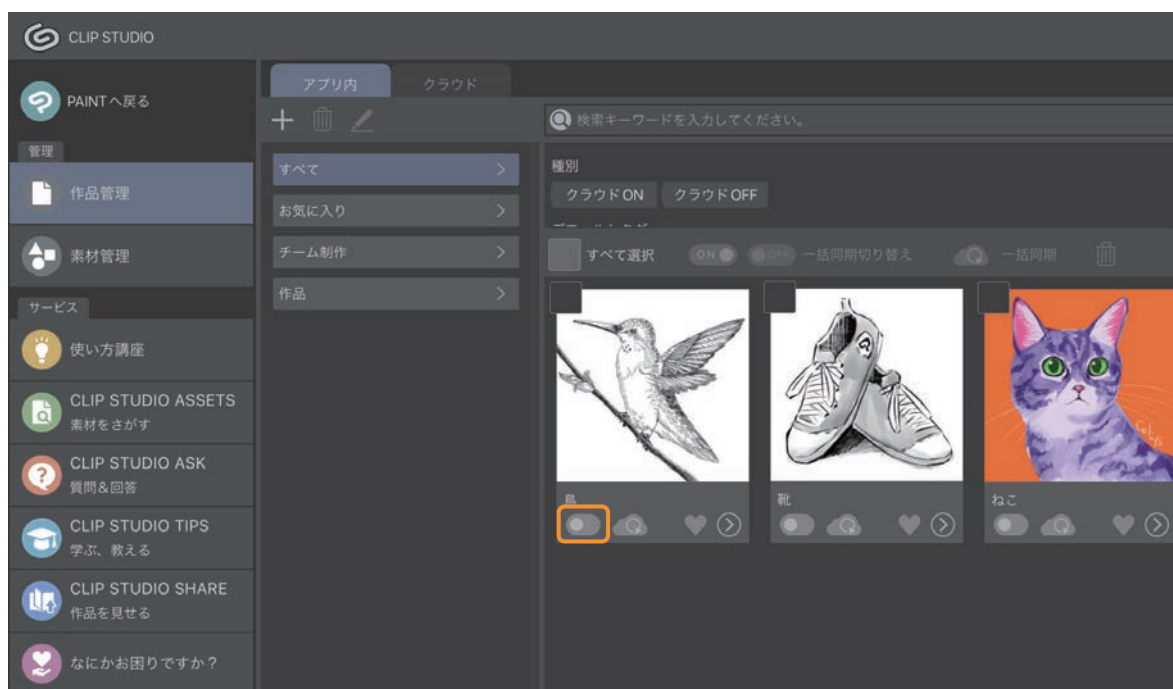 CLIP STUDIO
PAINTへ戻る
管理
作品管理
素材管理
サービス
使い方講座
CLIP STUDIO ASSETS
素材をさがす
CLIP STUDIO ASK
質問&回答
CLIP STUDIO TIPS
学ぶ、教える
CLIP STUDIO SHARE
作品を見せる
なにかお困りですか?
アプリ内
クラウド
すべて
お気に入り
チーム制作
作品
検索キーワードを入力してください。
種別
クラウドON
クラウドOFF
すべて選択
ON
OFF
一括同期切り替え
一括同期
鳥
靴
ねこ